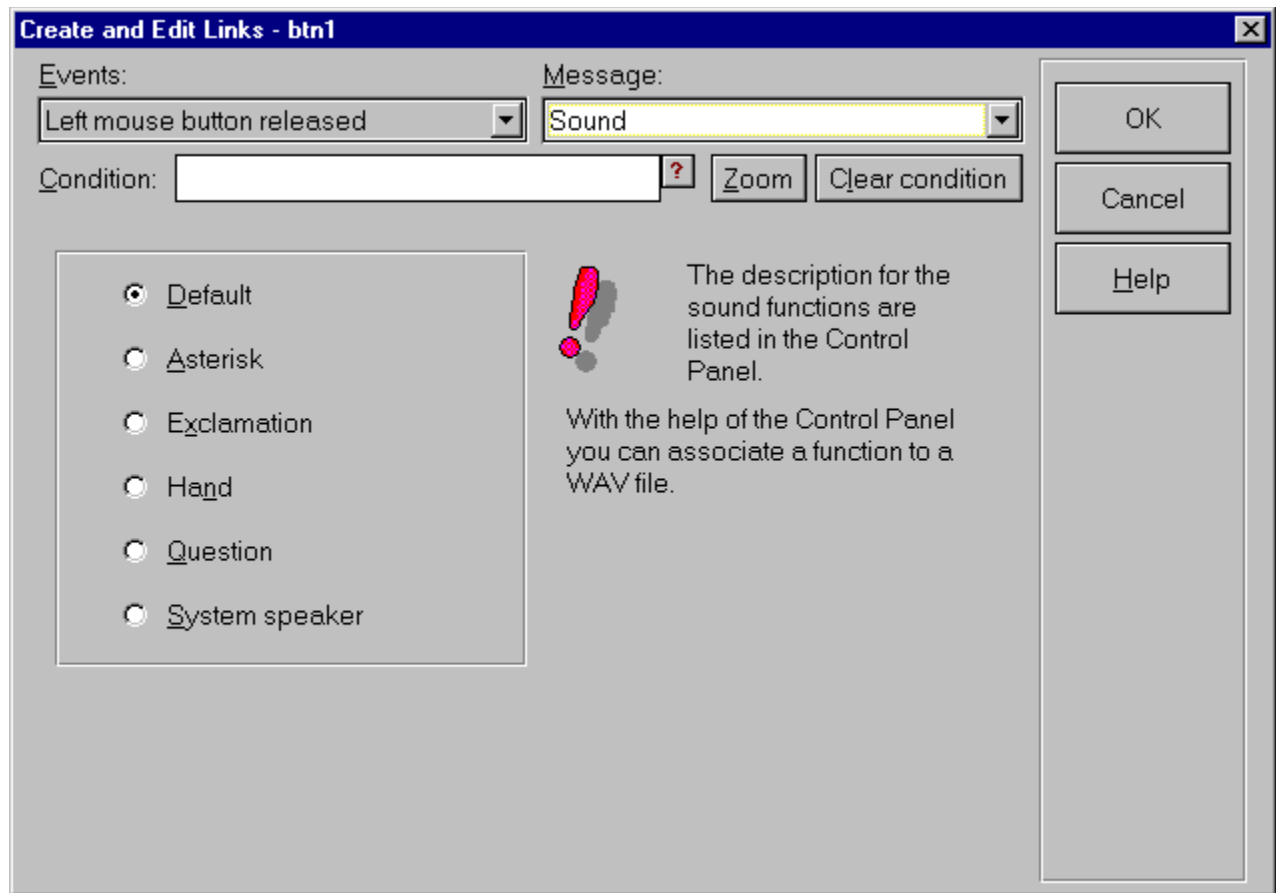 Create and Edit Links - btn1
Events:
Message:
Left mouse button released
Sound
OK
Condition:
?
Zoom
Clear condition
Cancel
Help
Default
Asterisk
Exclamation
Hand
Question
System speaker
The description for the
sound functions are
listed in the Control
Panel.
With the help of the Control Panel
you can associate a function to a
WAV file.